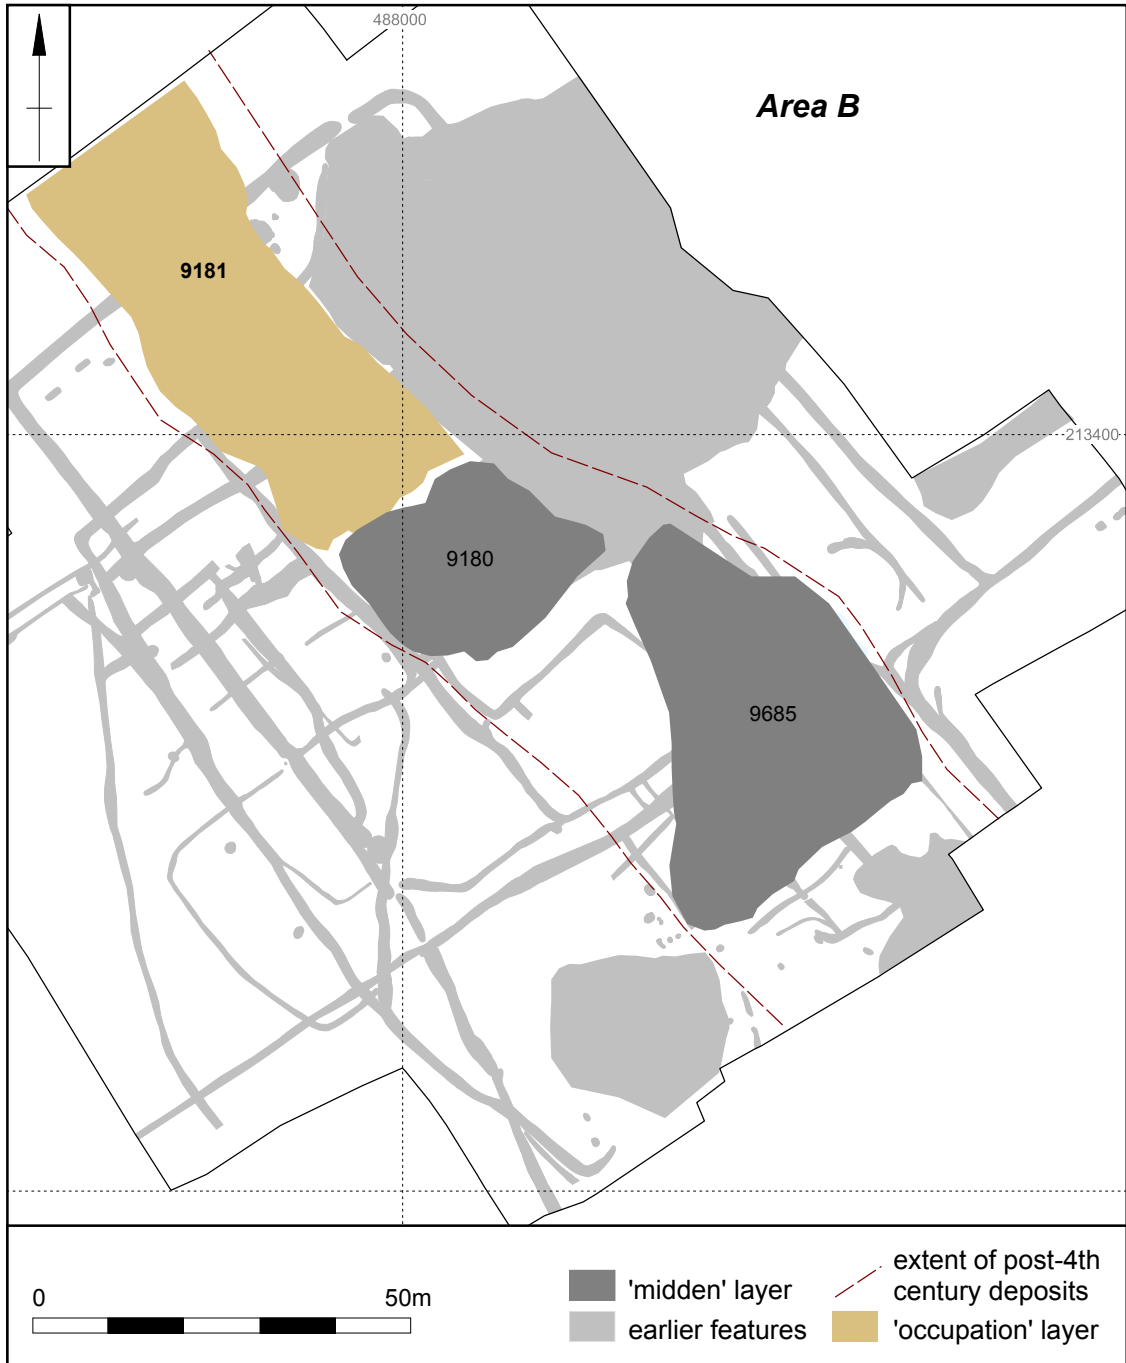 488000
Area B
9181
213400
9180
9685
0 50m
'midden' layer
earlier features
extent of post-4th
century deposits
'occupation' layer